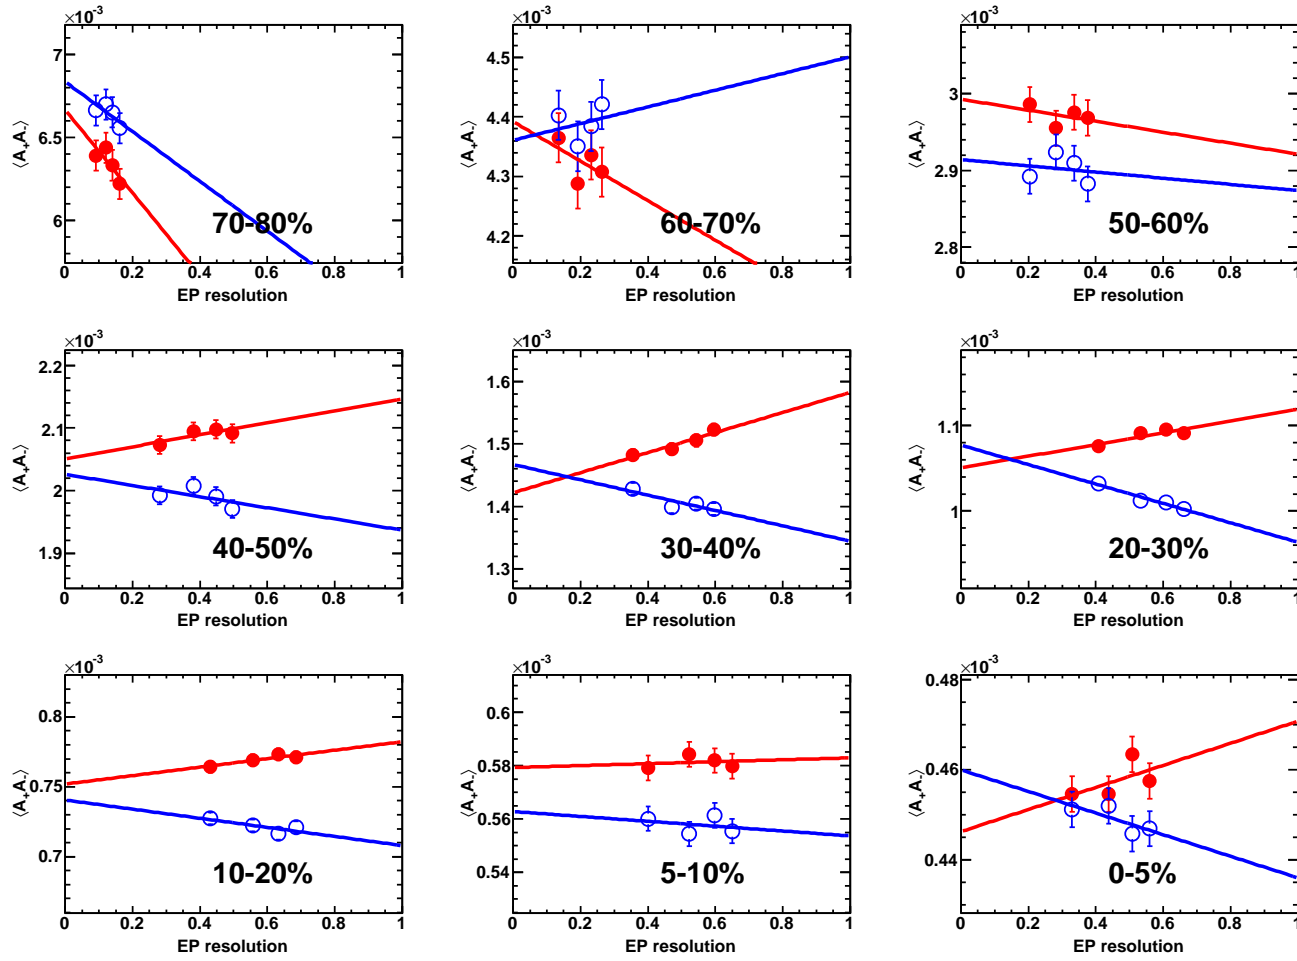 ×10⁻³ ×10⁻³ ×10⁻³
⟨A₊A₋⟩ ⟨A₊A₋⟩ ⟨A₊A₋⟩
7 4.5 3
6.5 4.4 2.9
6 4.3 2.8
4.2
70-80% 60-70% 50-60%
0 0.2 0.4 0.6 0.8 1 0 0.2 0.4 0.6 0.8 1 0 0.2 0.4 0.6 0.8 1
EP resolution EP resolution EP resolution
×10⁻³ ×10⁻³ ×10⁻³
⟨A₊A₋⟩ ⟨A₊A₋⟩ ⟨A₊A₋⟩
2.2 1.6 1.1
2.1 1.5 1
2 1.4
1.9 1.3
40-50% 30-40% 20-30%
0 0.2 0.4 0.6 0.8 1 0 0.2 0.4 0.6 0.8 1 0 0.2 0.4 0.6 0.8 1
EP resolution EP resolution EP resolution
×10⁻³ ×10⁻³ ×10⁻³
⟨A₊A₋⟩ ⟨A₊A₋⟩ ⟨A₊A₋⟩
0.8 0.6 0.48
0.75 0.58 0.46
0.7 0.56 0.44
0.54
10-20% 5-10% 0-5%
0 0.2 0.4 0.6 0.8 1 0 0.2 0.4 0.6 0.8 1 0 0.2 0.4 0.6 0.8 1
EP resolution EP resolution EP resolution